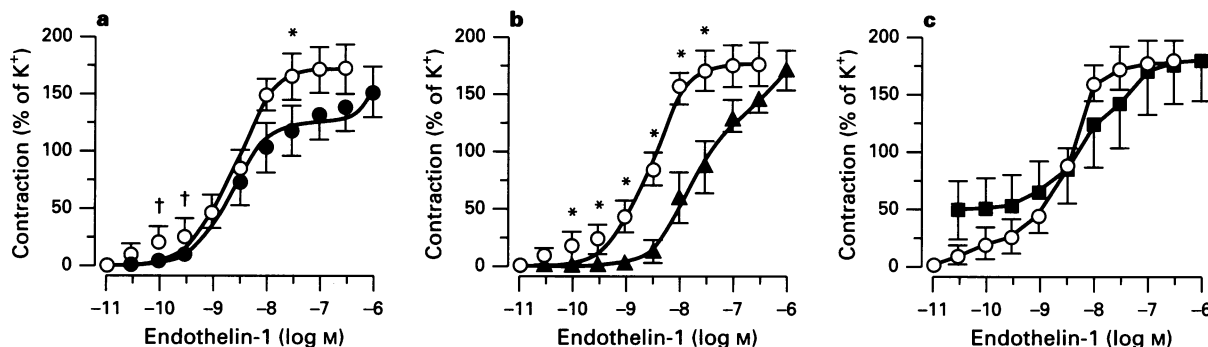 a
200
150
100
50
0
Contraction (% of K⁺)
† † *
−11 −10 −9 −8 −7 −6
Endothelin-1 (log M)
b
200
150
100
50
0
Contraction (% of K⁺)
* * * * * *
−11 −10 −9 −8 −7 −6
Endothelin-1 (log M)
c
200
150
100
50
0
Contraction (% of K⁺)
−11 −10 −9 −8 −7 −6
Endothelin-1 (log M)